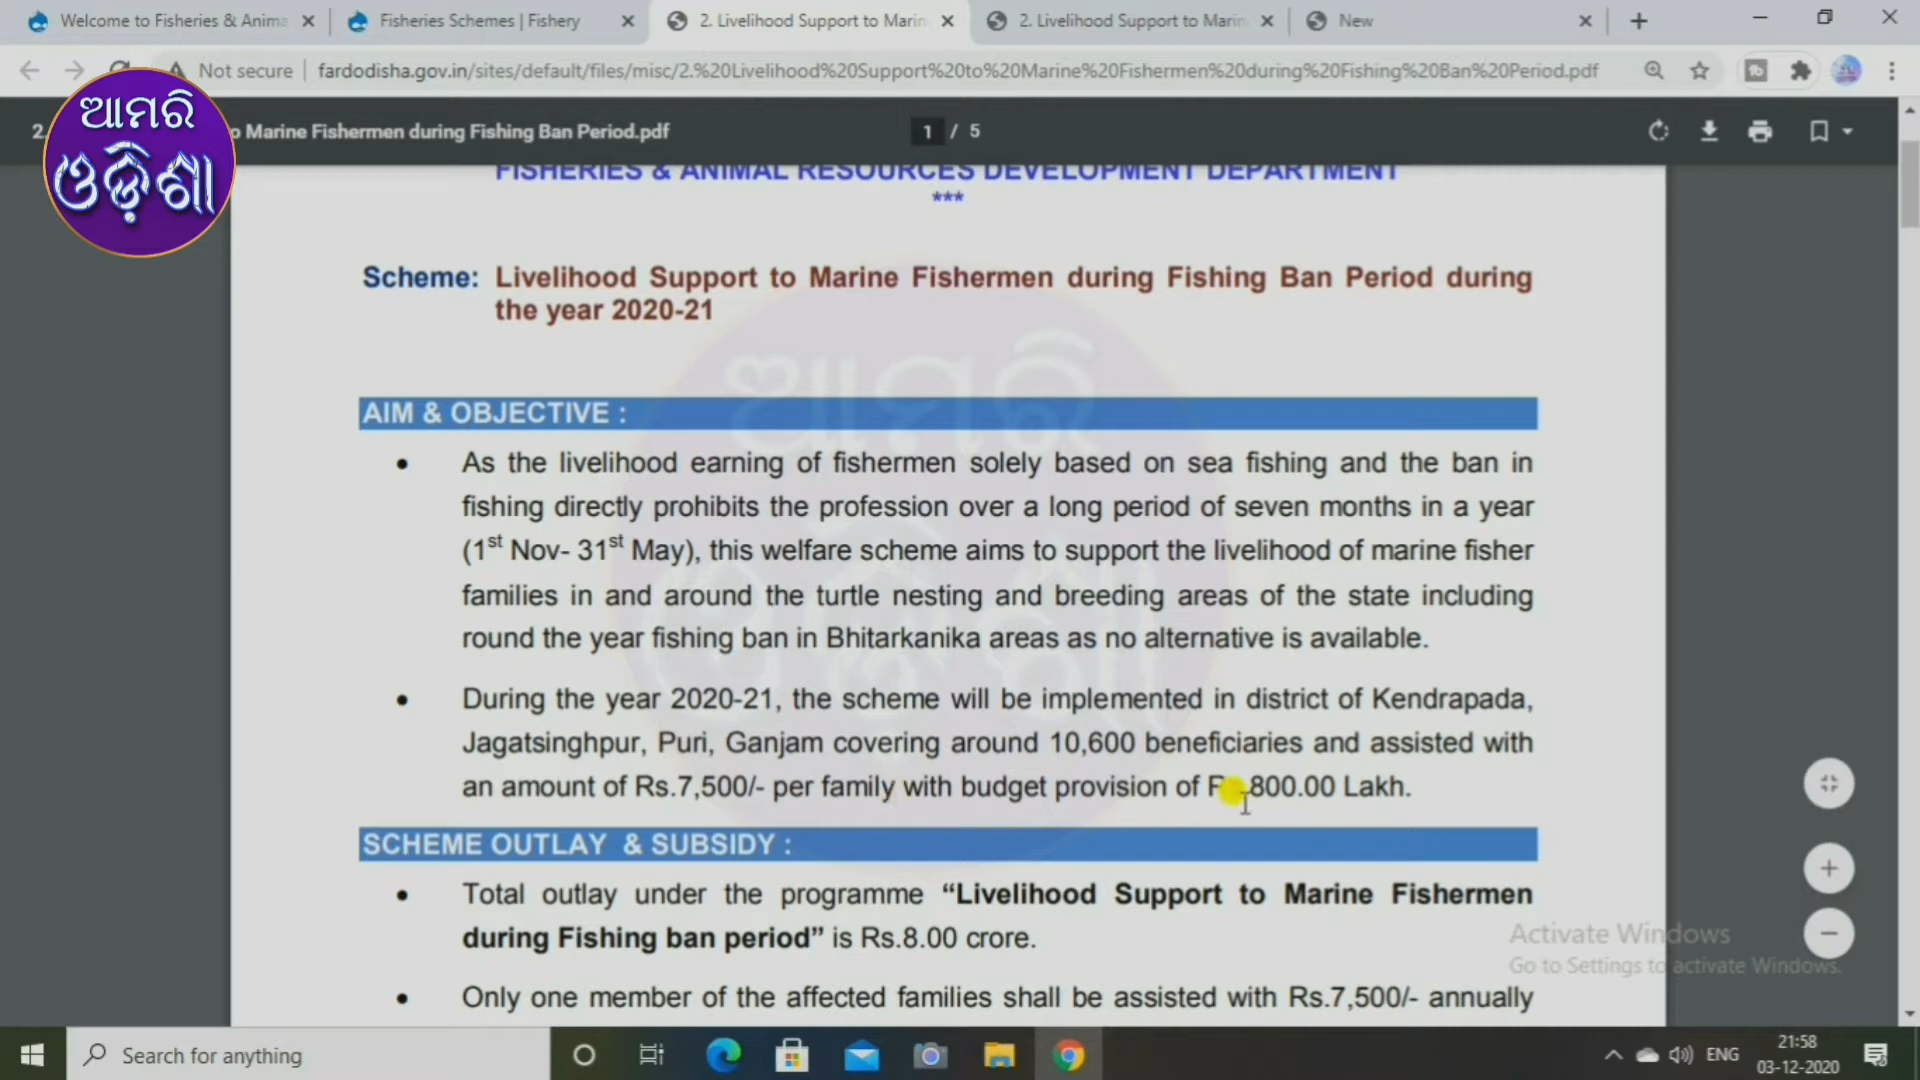 Welcome to Fisheries & Anima
Fisheries Schemes | Fishery
2. Livelihood Support to Marin
2. Livelihood Support to Marin
New
Not secure
fardodisha.gov.in/sites/default/files/misc/2.%20Livelihood%20Support%20to%20Marine%20Fishermen%20during%20Fishing%20Ban%20Period.pdf
ଆମରି
ଓଡ଼ିଶା
2.
o Marine Fishermen during Fishing Ban Period.pdf
1 / 5
FISHERIES & ANIMAL RESOURCES DEVELOPMENT DEPARTMENT
***
Scheme: Livelihood Support to Marine Fishermen during Fishing Ban Period during
the year 2020-21
ଆମରି
ଓଡ଼ିଶା
AIM & OBJECTIVE :
• As the livelihood earning of fishermen solely based on sea fishing and the ban in
fishing directly prohibits the profession over a long period of seven months in a year
(1st Nov- 31st May), this welfare scheme aims to support the livelihood of marine fisher
families in and around the turtle nesting and breeding areas of the state including
round the year fishing ban in Bhitarkanika areas as no alternative is available.
• During the year 2020-21, the scheme will be implemented in district of Kendrapada,
Jagatsinghpur, Puri, Ganjam covering around 10,600 beneficiaries and assisted with
an amount of Rs.7,500/- per family with budget provision of Rs.800.00 Lakh.
SCHEME OUTLAY & SUBSIDY :
• Total outlay under the programme “Livelihood Support to Marine Fishermen
during Fishing ban period” is Rs.8.00 crore.
• Only one member of the affected families shall be assisted with Rs.7,500/- annually
Activate Windows
Go to Settings to activate Windows.
Search for anything
ENG
21:58
03-12-2020